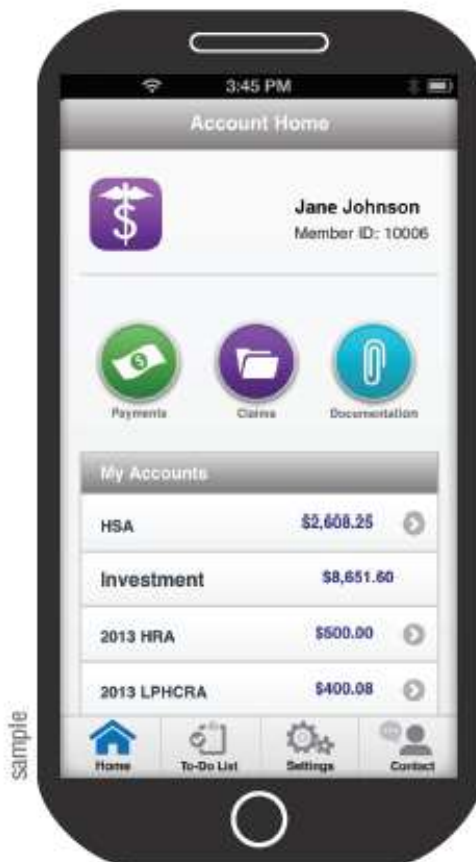 3:45 PM
Account Home
$
Jane Johnson
Member ID: 10006
$
Payments
Claims
Documentation
My Accounts
HSA $2,608.25
Investment $8,651.60
2013 HRA $500.00
2013 LPHCRA $400.08
Home To-Do List Settings Contact
sample